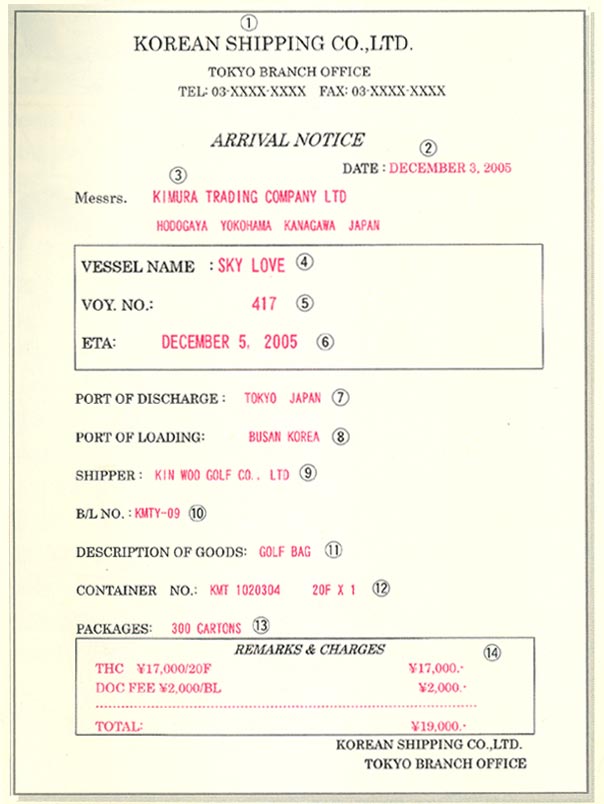 ①
KOREAN SHIPPING CO.,LTD.
TOKYO BRANCH OFFICE
TEL: 03-XXXX-XXXX FAX: 03-XXXX-XXXX
ARRIVAL NOTICE
②
DATE : DECEMBER 3, 2005
③
Messrs. KIMURA TRADING COMPANY LTD
HODOGAYA YOKOHAMA KANAGAWA JAPAN
VESSEL NAME : SKY LOVE ④
VOY. NO.: 417 ⑤
ETA: DECEMBER 5, 2005 ⑥
PORT OF DISCHARGE : TOKYO JAPAN ⑦
PORT OF LOADING: BUSAN KOREA ⑧
SHIPPER : KIN WOO GOLF CO., LTD ⑨
B/L NO. : KMTY-09 ⑩
DESCRIPTION OF GOODS: GOLF BAG ⑪
CONTAINER NO.: KMT 1020304 20F X 1 ⑫
PACKAGES: 300 CARTONS ⑬
REMARKS & CHARGES ⑭
THC ¥17,000/20F ¥17,000.-
DOC FEE ¥2,000/BL ¥2,000.-
TOTAL: ¥19,000.-
KOREAN SHIPPING CO.,LTD.
TOKYO BRANCH OFFICE